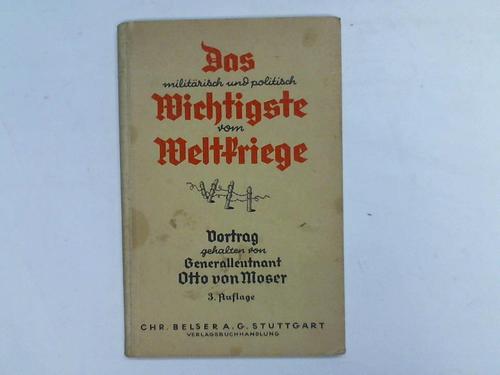 Das
militärisch und politisch
Wichtigste
vom
Weltkriege
Vortrag
gehalten von
Generalleutnant
Otto von Moser
3. Auflage
CHR. BELSER A. G. STUTTGART
VERLAGSBUCHHANDLUNG